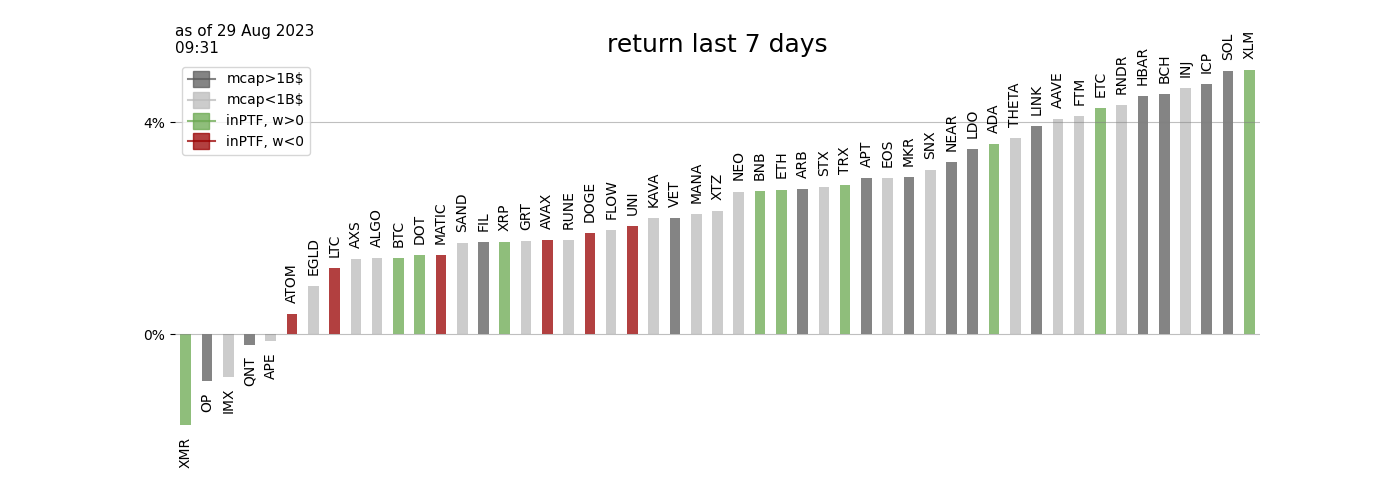 as of 29 Aug 2023
09:31
return last 7 days
mcap>1B$
mcap<1B$
inPTF, w>0
inPTF, w<0
4%
0%
XMR
OP
IMX
QNT
APE
ATOM
EGLD
LTC
AXS
ALGO
BTC
DOT
MATIC
SAND
FIL
XRP
GRT
AVAX
RUNE
DOGE
FLOW
UNI
KAVA
VET
MANA
XTZ
NEO
BNB
ETH
ARB
STX
TRX
APT
EOS
MKR
SNX
NEAR
LDO
ADA
THETA
LINK
AAVE
FTM
ETC
RNDR
HBAR
BCH
INJ
ICP
SOL
XLM